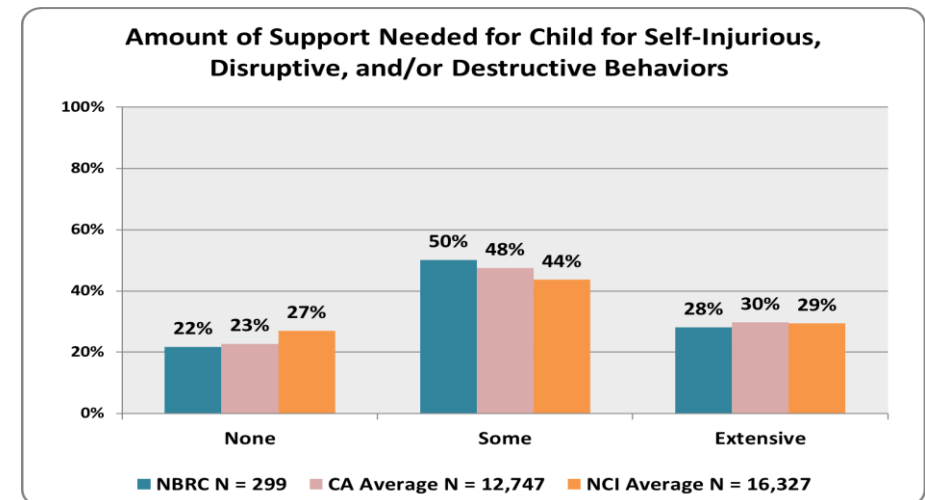 Amount of Support Needed for Child for Self-Injurious,
Disruptive, and/or Destructive Behaviors
100%
80%
60%
40%
20%
0%
22%
23%
27%
50%
48%
44%
28%
30%
29%
None
Some
Extensive
NBRC N = 299
CA Average N = 12,747
NCI Average N = 16,327